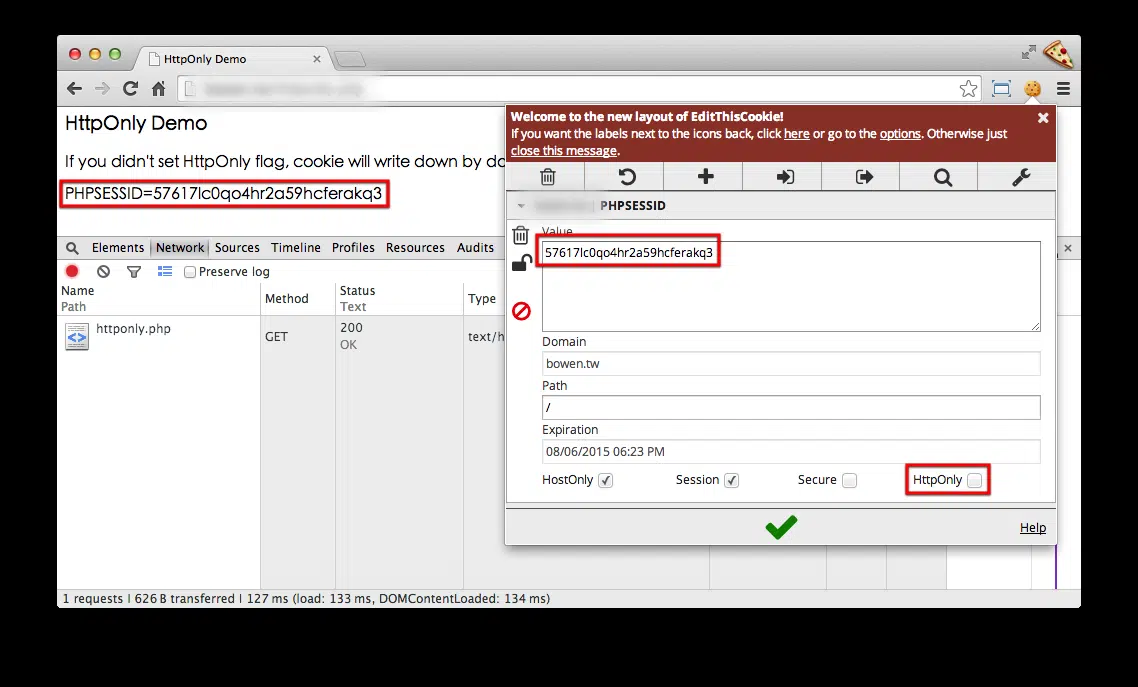 HttpOnly Demo
HttpOnly Demo
If you didn't set HttpOnly flag, cookie will write down by do
PHPSESSID=57617lc0qo4hr2a59hcferakq3
Welcome to the new layout of EditThisCookie!
If you want the labels next to the icons back, click here or go to the options. Otherwise just
close this message.
PHPSESSID
Value
57617lc0qo4hr2a59hcferakq3
Domain
bowen.tw
Path
/
Expiration
08/06/2015 06:23 PM
HostOnly Session Secure HttpOnly
Help
Elements Network Sources Timeline Profiles Resources Audits
Preserve log
Name Method Status Type
Path Text
httponly.php GET 200 text/h
OK
1 requests | 626 B transferred | 127 ms (load: 133 ms, DOMContentLoaded: 134 ms)